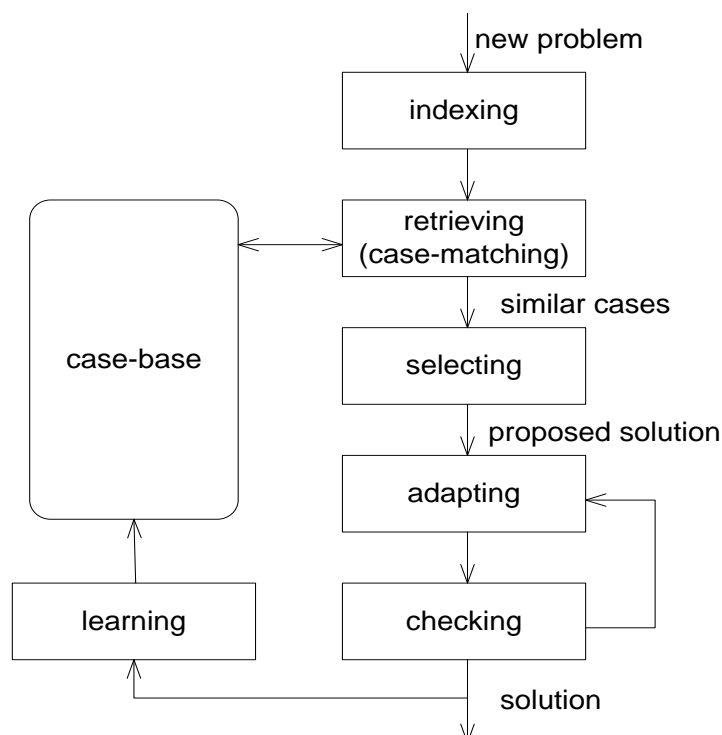 new problem
indexing
retrieving
(case-matching)
similar cases
case-base
selecting
proposed solution
adapting
learning
checking
solution